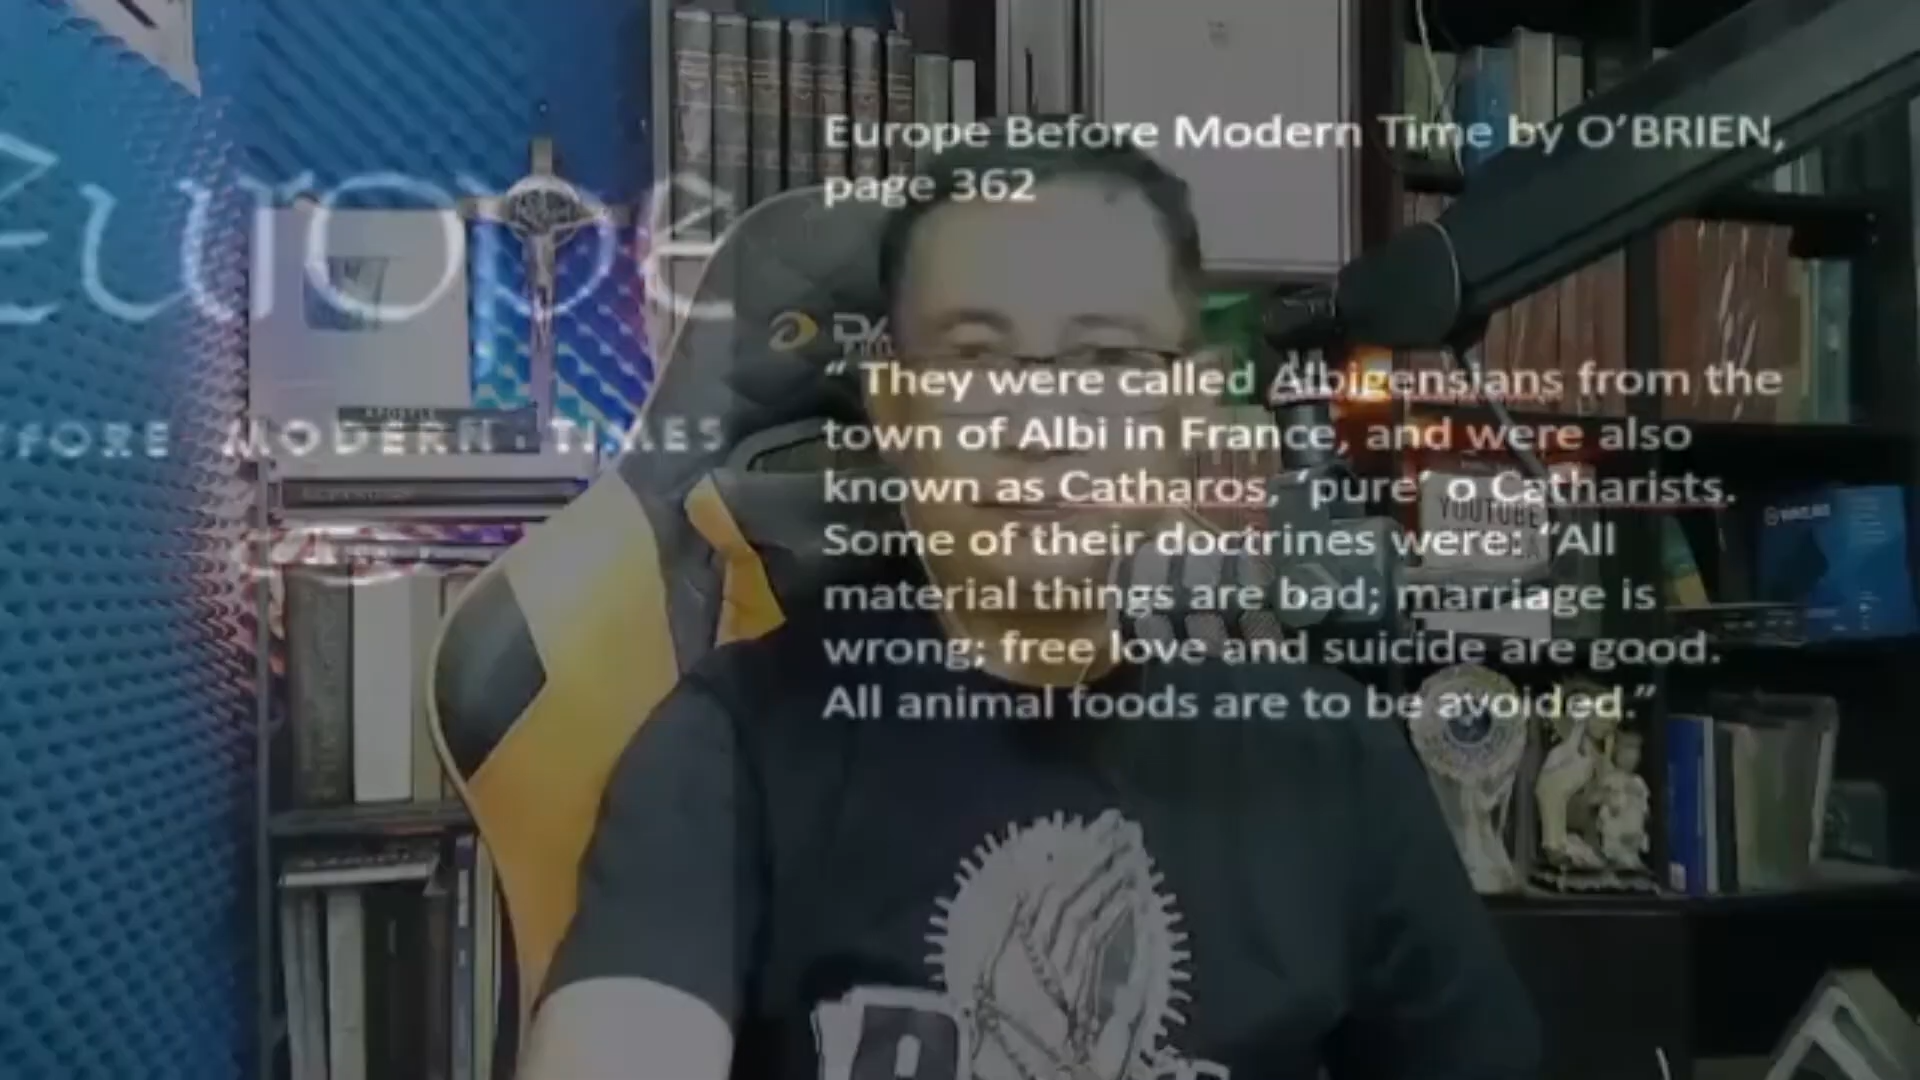 Europe Before Modern Time by O’BRIEN,
page 362
Europe
MODERN · TIMES
“ They were called Albigensians from the
town of Albi in France, and were also
known as Catharos, ‘pure’ o Catharists.
Some of their doctrines were: “All
material things are bad; marriage is
wrong; free love and suicide are good.
All animal foods are to be avoided.”
YOUTUBE